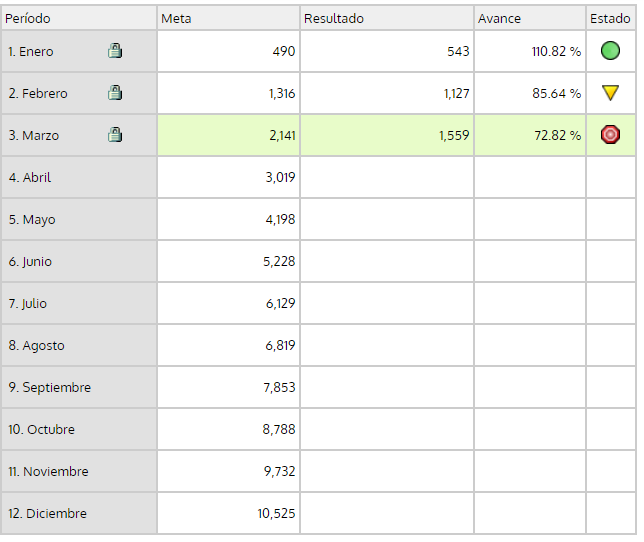 Período Meta Resultado Avance Estado
1. Enero 490 543 110.82 %
2. Febrero 1,316 1,127 85.64 %
3. Marzo 2,141 1,559 72.82 %
4. Abril 3,019
5. Mayo 4,198
6. Junio 5,228
7. Julio 6,129
8. Agosto 6,819
9. Septiembre 7,853
10. Octubre 8,788
11. Noviembre 9,732
12. Diciembre 10,525